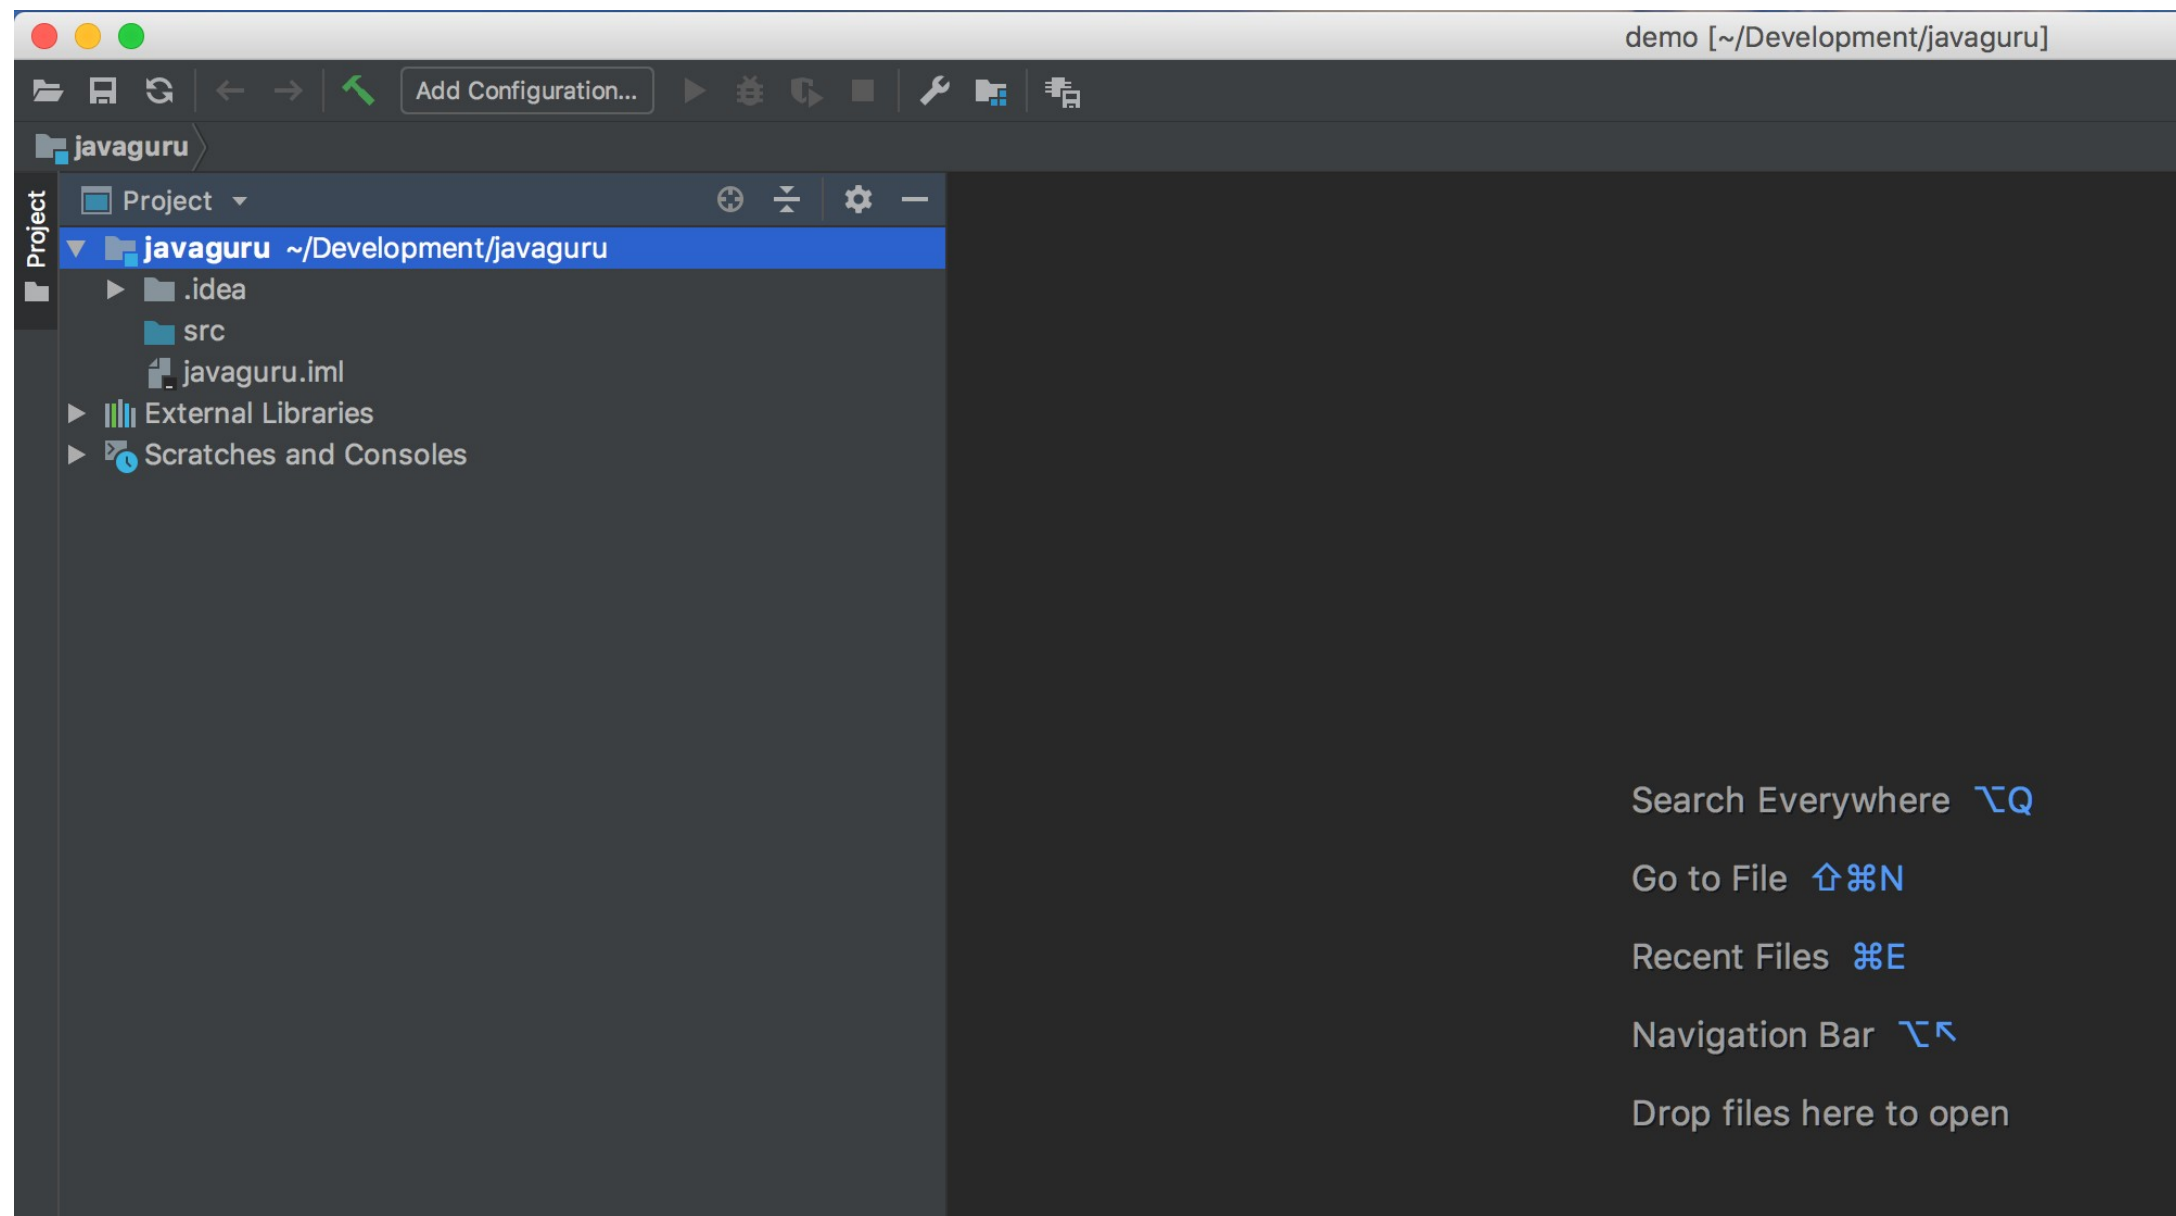 demo [~/Development/javaguru]
Add Configuration...
javaguru
Project
Project
javaguru ~/Development/javaguru
.idea
src
javaguru.iml
External Libraries
Scratches and Consoles
Search Everywhere ⌥Q
Go to File ⇧⌘N
Recent Files ⌘E
Navigation Bar ⌥↖
Drop files here to open